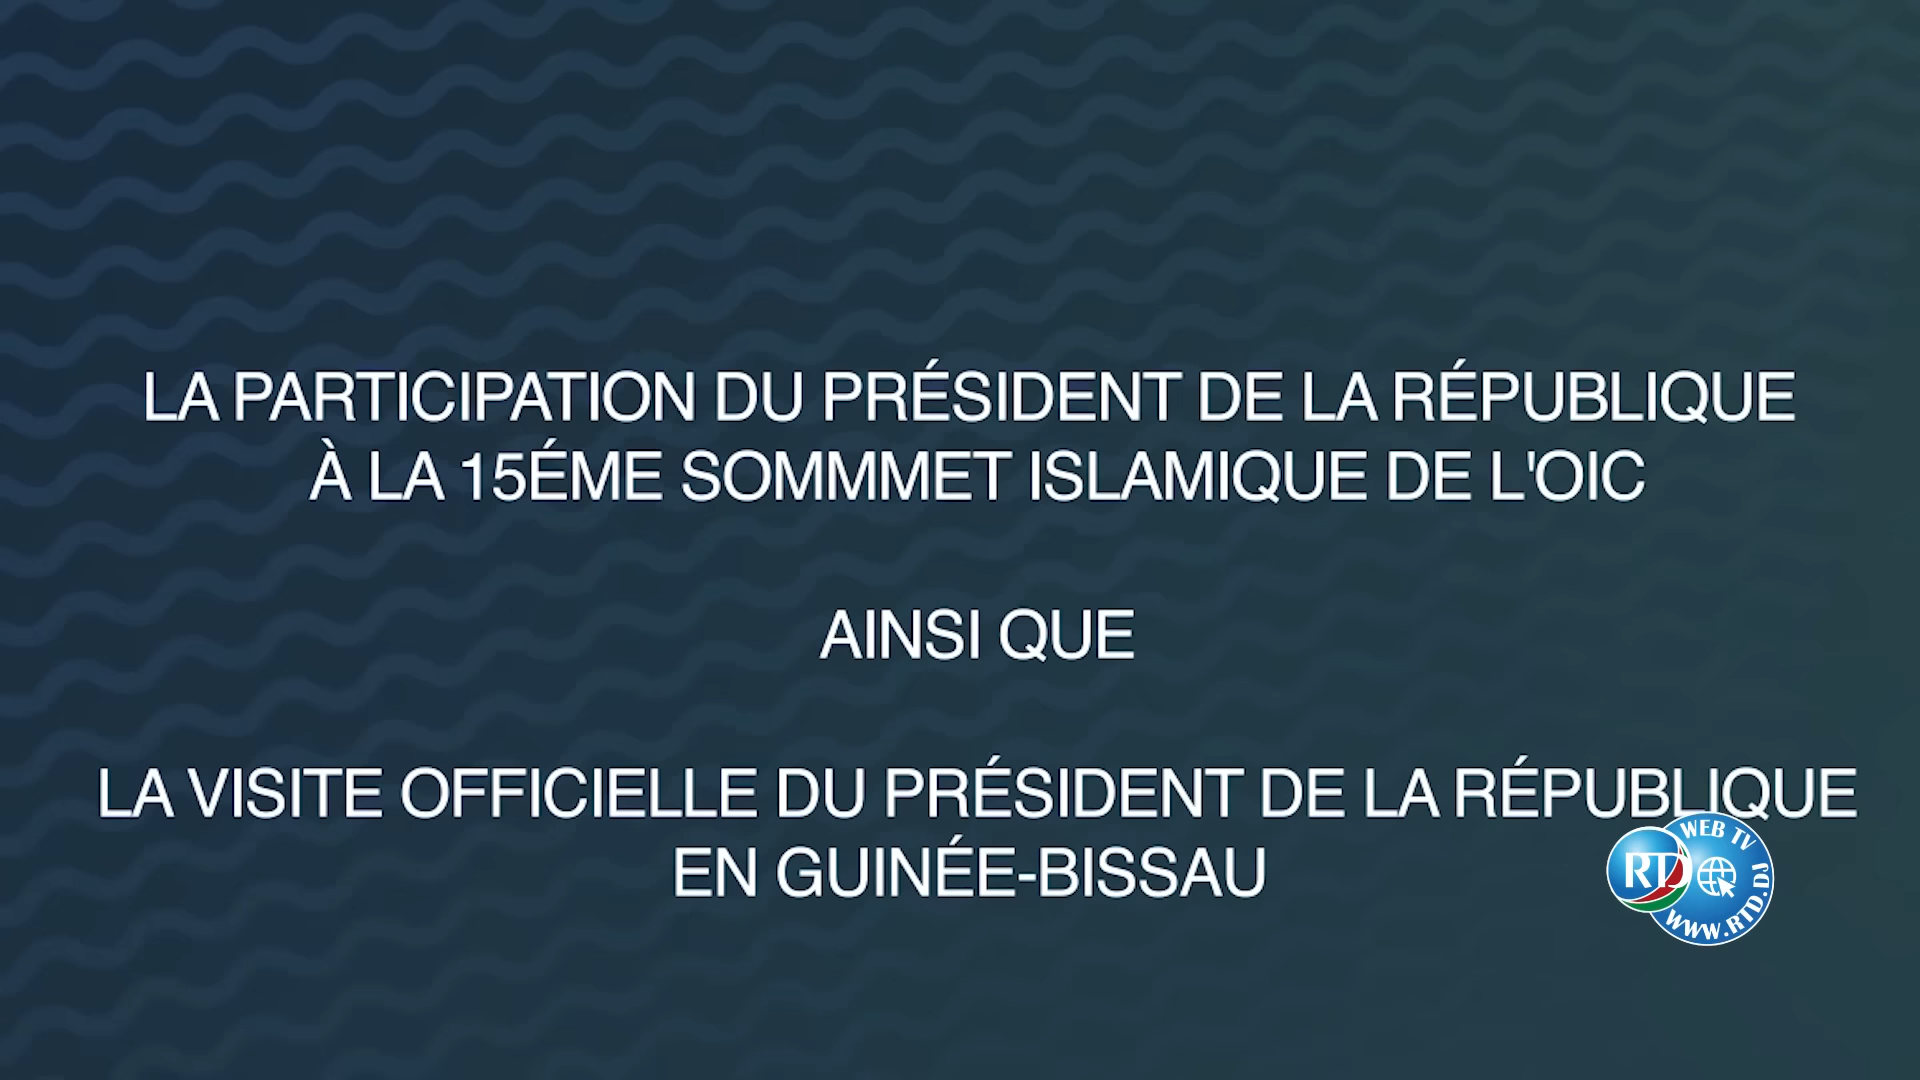 LA PARTICIPATION DU PRÉSIDENT DE LA RÉPUBLIQUE
À LA 15ÉME SOMMMET ISLAMIQUE DE L'OIC
AINSI QUE
LA VISITE OFFICIELLE DU PRÉSIDENT DE LA RÉPUBLIQUE
EN GUINÉE-BISSAU
WEB TV
RTD
WWW.RTD.DJ